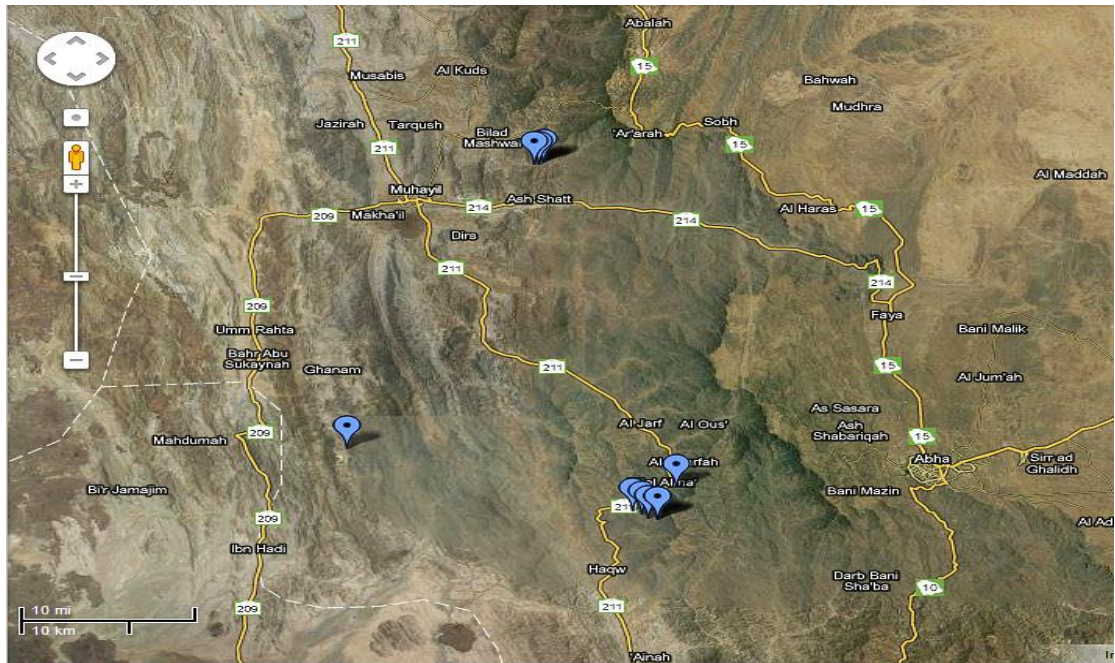 Abalah
211
15
Al Kuds
Musabis
Bahwah
Mudhra
Jazirah
Tarqush
Bilad
'Ar'arah
Sobh
211
15
Al Maddah
Muhayil
214
Ash Shatt
209
Makha'il
Al Haras
15
Dirs
214
211
214
209
Faya
Umm Rahta
Bani Malik
Bahr Abu
Sukaynah
Ghanam
211
15
Al Jum'ah
As Sasara
Al Jarf
Al Ous'
Ash
Shabariqah
Mahdumah
209
15
Abha
Sirr ad
Ghalidh
Bi'r Jamajim
Bani Mazin
209
Al Ad
Ibn Hadi
Haqw
Darb Bani
Sha'ba
10
10 mi
10 km
209
211
'Ainah